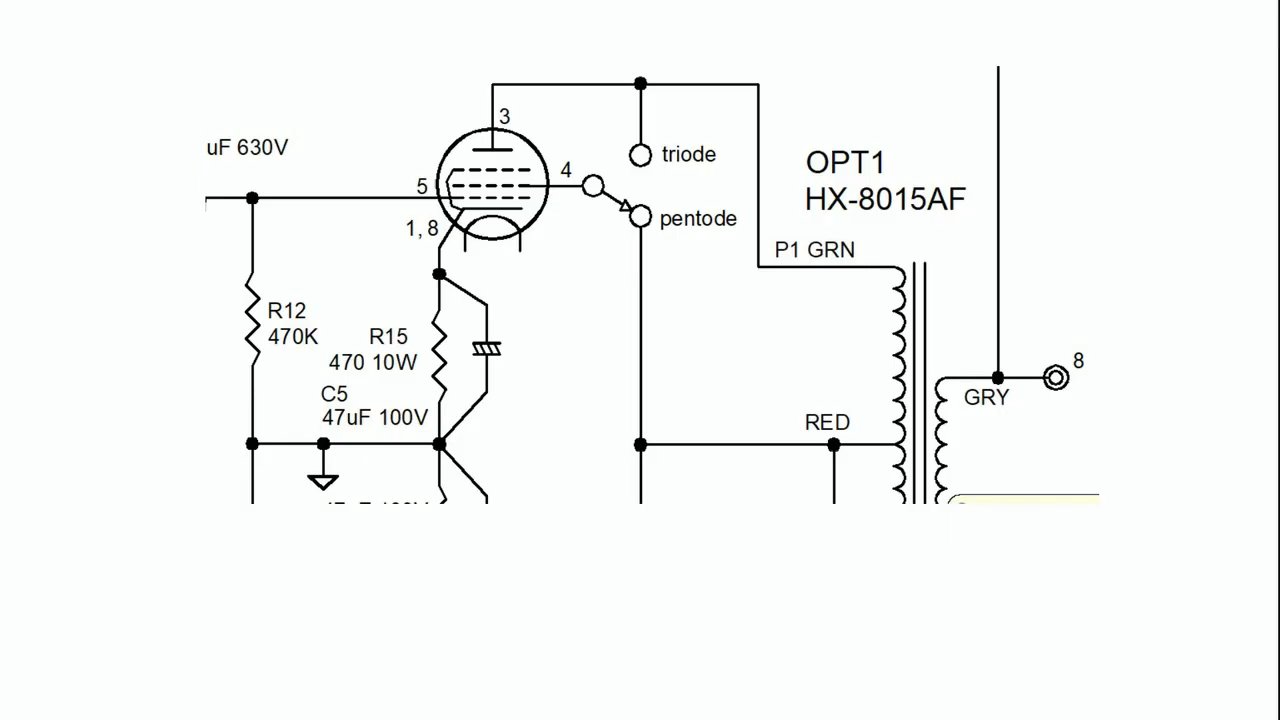 3
uF 630V
4
triode
OPT1
5
HX-8015AF
pentode
1, 8
P1 GRN
R12
470K
R15
470 10W
8
C5
GRY
47uF 100V
RED